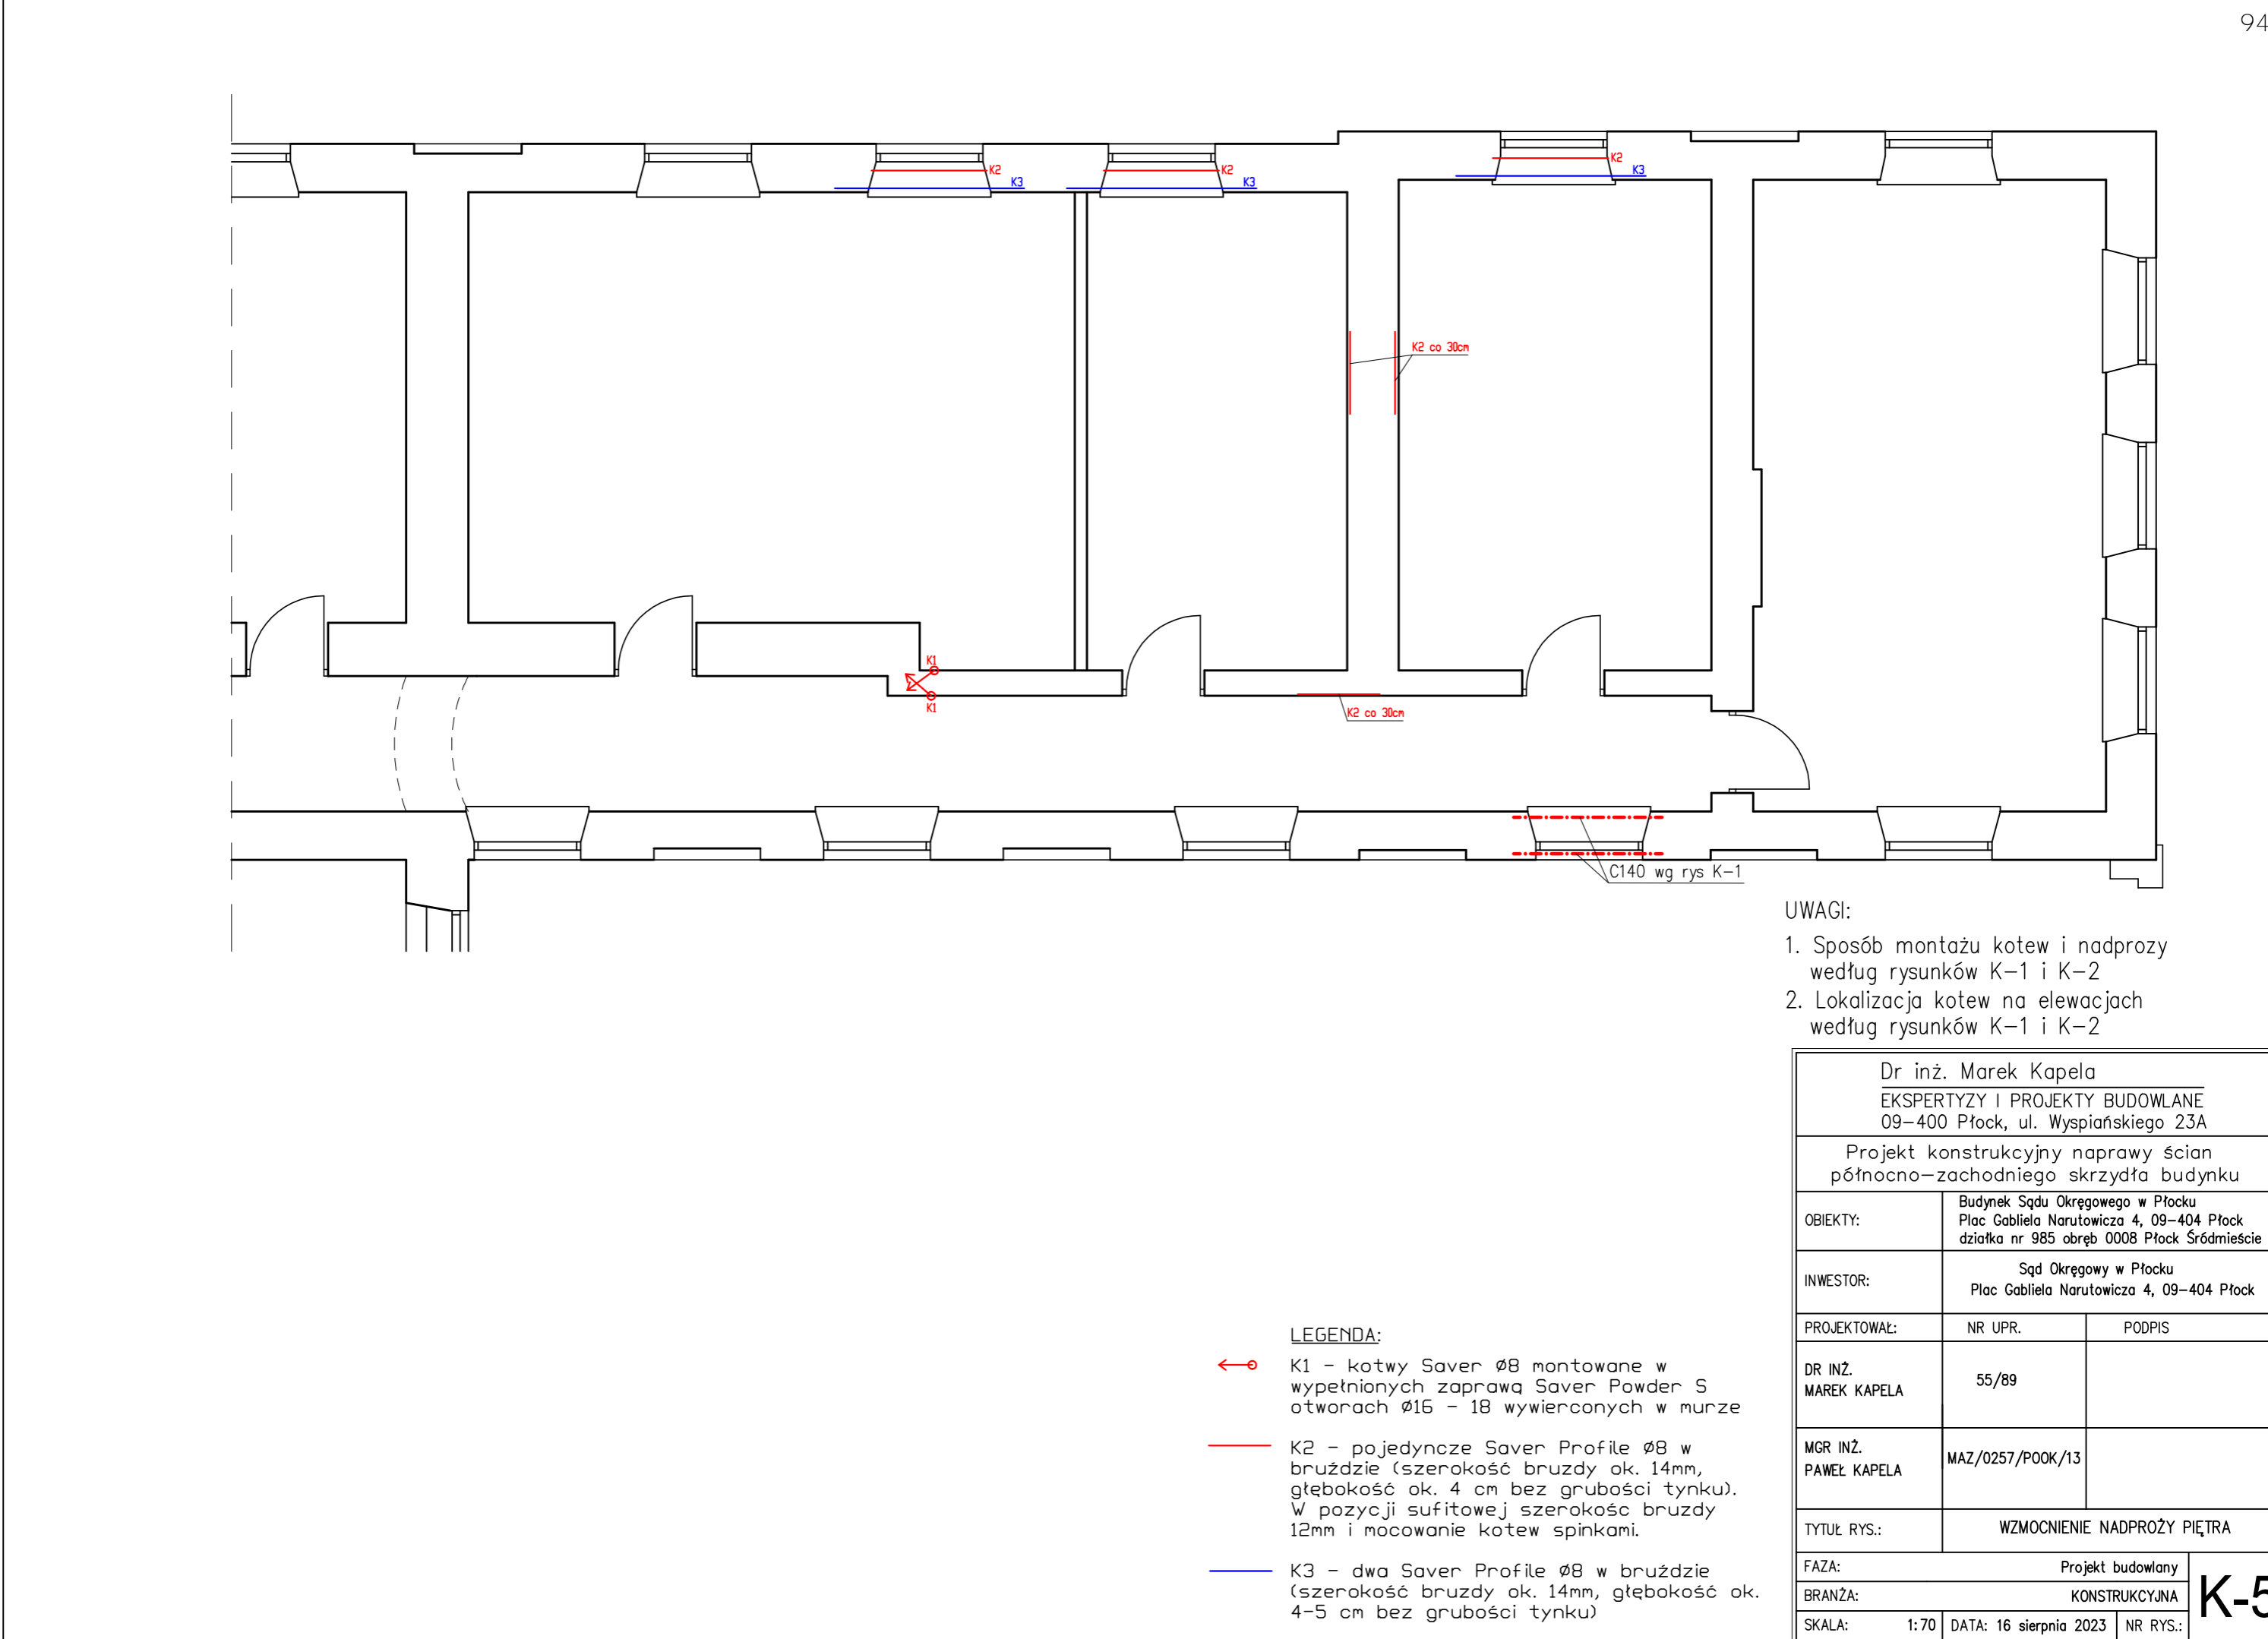 94
K2
K3
K2
K3
K2
K3
K2 co 30cm
K1
K1
K2 co 30cm
C140 wg rys K-1
UWAGI:
1. Sposób montażu kotew i nadprozy
według rysunków K-1 i K-2
2. Lokalizacja kotew na elewacjach
według rysunków K-1 i K-2
LEGENDA:
K1 - kotwy Saver Ø8 montowane w
wypełnionych zaprawą Saver Powder S
otworach Ø16 - 18 wywierconych w murze
K2 - pojedyncze Saver Profile Ø8 w
bruździe (szerokość bruzdy ok. 14mm,
głębokość ok. 4 cm bez grubości tynku).
W pozycji sufitowej szerokośc bruzdy
12mm i mocowanie kotew spinkami.
K3 - dwa Saver Profile Ø8 w bruździe
(szerokość bruzdy ok. 14mm, głębokość ok.
4-5 cm bez grubości tynku)
Dr inż. Marek Kapela
EKSPERTYZY I PROJEKTY BUDOWLANE
09-400 Płock, ul. Wyspiańskiego 23A
Projekt konstrukcyjny naprawy ścian
północno-zachodniego skrzydła budynku
OBIEKTY:
Budynek Sądu Okręgowego w Płocku
Plac Gabliela Narutowicza 4, 09-404 Płock
działka nr 985 obręb 0008 Płock Śródmieście
INWESTOR:
Sąd Okręgowy w Płocku
Plac Gabliela Narutowicza 4, 09-404 Płock
PROJEKTOWAŁ: NR UPR. PODPIS
DR INŻ.
MAREK KAPELA
55/89
MGR INŻ.
PAWEŁ KAPELA
MAZ/0257/POOK/13
TYTUŁ RYS.: WZMOCNIENIE NADPROŻY PIĘTRA
FAZA: Projekt budowlany
BRANŻA: KONSTRUKCYJNA
SKALA: 1:70 DATA: 16 sierpnia 2023 NR RYS.:
K-5